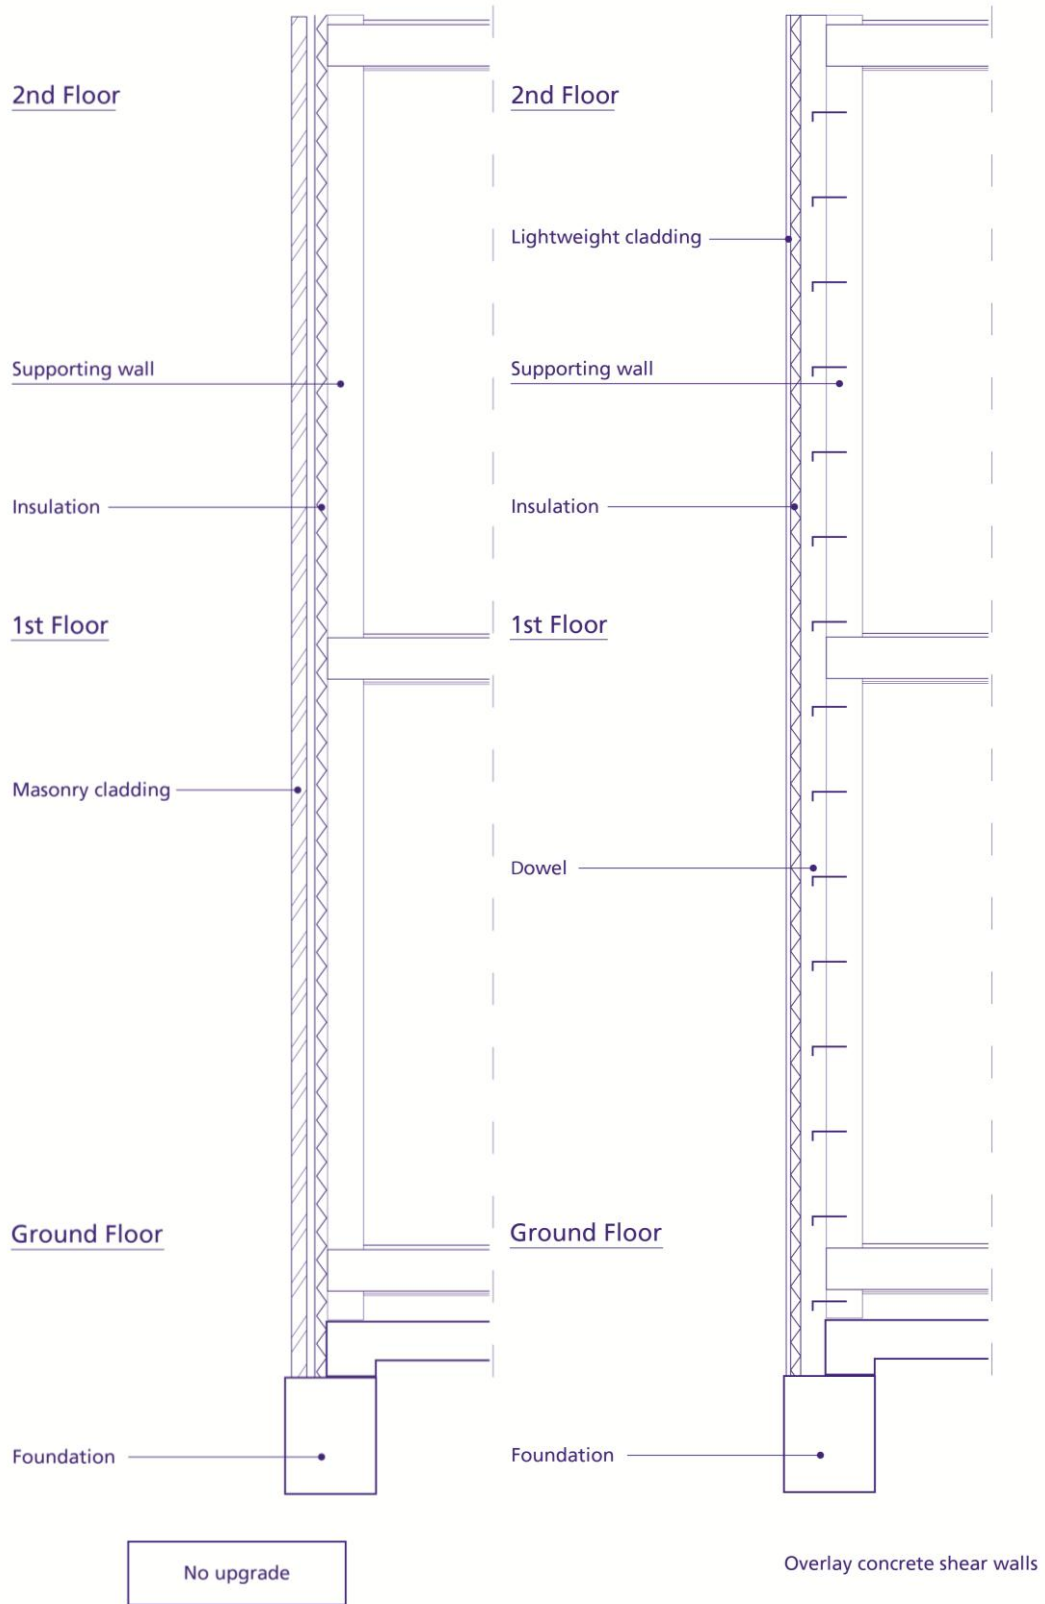 2nd Floor
Supporting wall
Insulation
1st Floor
Masonry cladding
Ground Floor
Foundation
No upgrade
2nd Floor
Lightweight cladding
Supporting wall
Insulation
1st Floor
Dowel
Ground Floor
Foundation
Overlay concrete shear walls